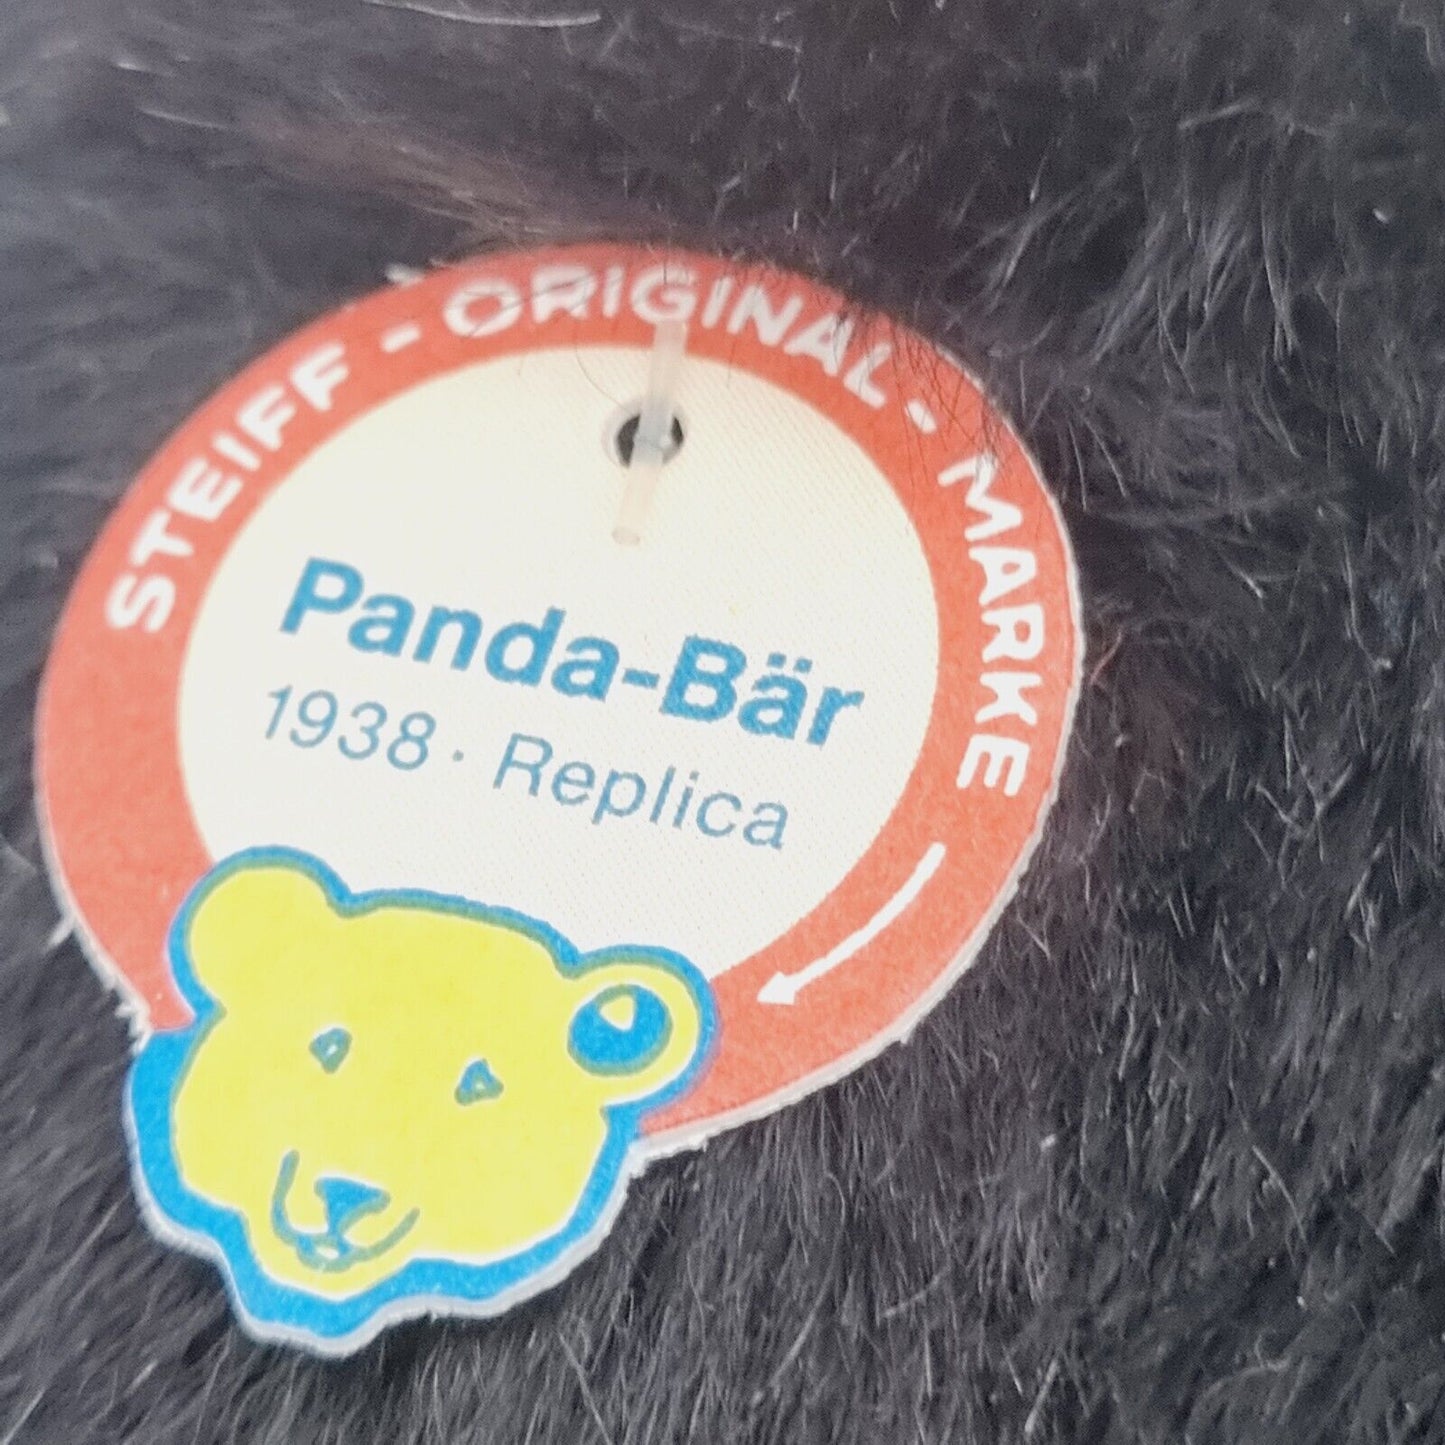 STEIFF - ORIGINAL - MARKE
Panda-Bär
1938 · Replica